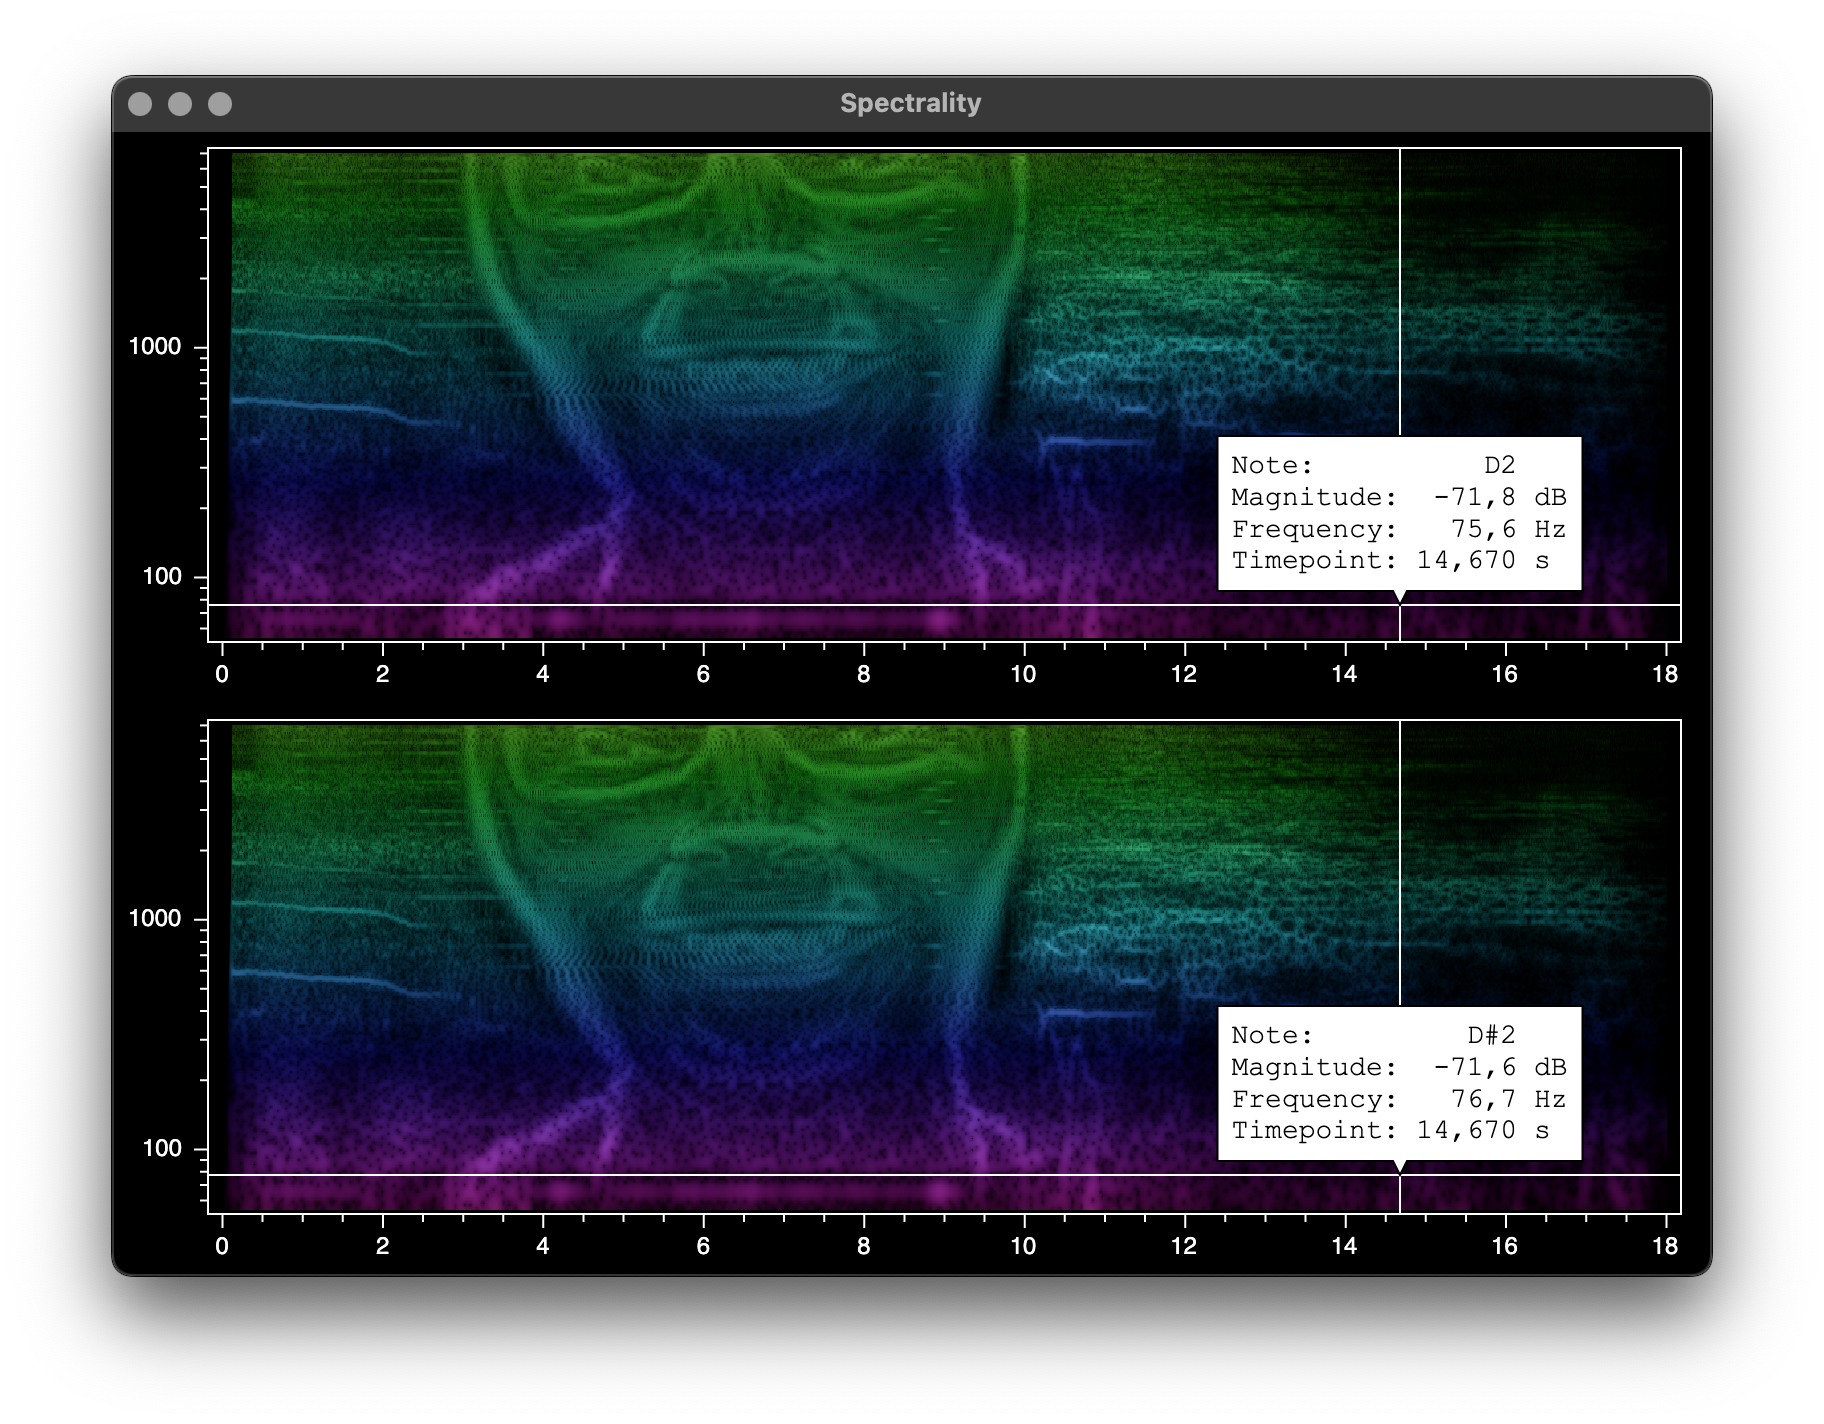 Spectrality
1000
Note: D2
Magnitude: -71,8 dB
Frequency: 75,6 Hz
Timepoint: 14,670 s
100
0 2 4 6 8 10 12 14 16 18
1000
Note: D#2
Magnitude: -71,6 dB
Frequency: 76,7 Hz
Timepoint: 14,670 s
100
0 2 4 6 8 10 12 14 16 18